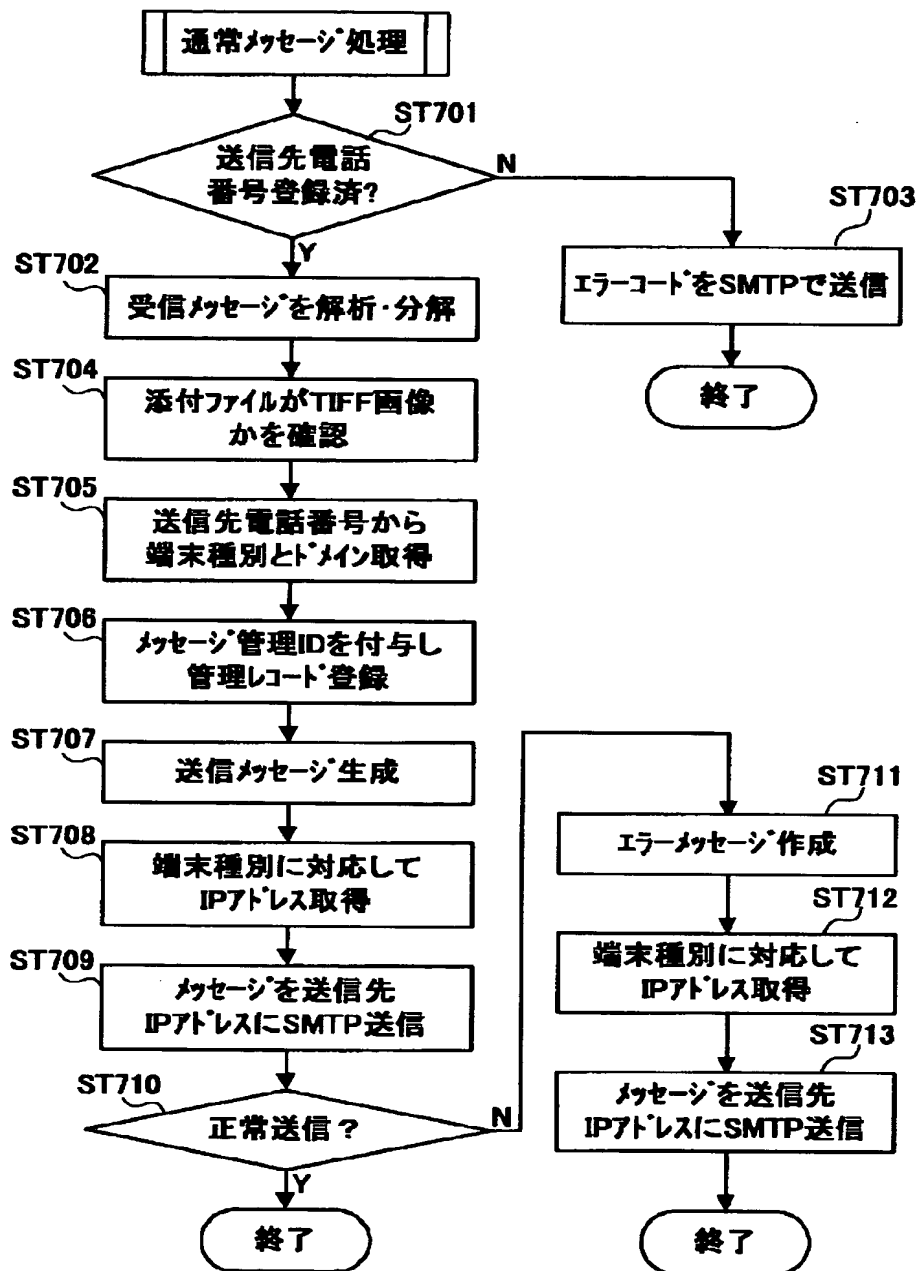 通常メッセージ処理
ST701
送信先電話
番号登録済?
N
Y
ST703
エラーコードをSMTPで送信
終了
ST702
受信メッセージを解析・分解
ST704
添付ファイルがTIFF画像
かを確認
ST705
送信先電話番号から
端末種別とドメイン取得
ST706
メッセージ管理IDを付与し
管理レコード登録
ST707
送信メッセージ生成
ST708
端末種別に対応して
IPアドレス取得
ST709
メッセージを送信先
IPアドレスにSMTP送信
ST710
正常送信？
N
Y
終了
ST711
エラーメッセージ作成
ST712
端末種別に対応して
IPアドレス取得
ST713
メッセージを送信先
IPアドレスにSMTP送信
終了